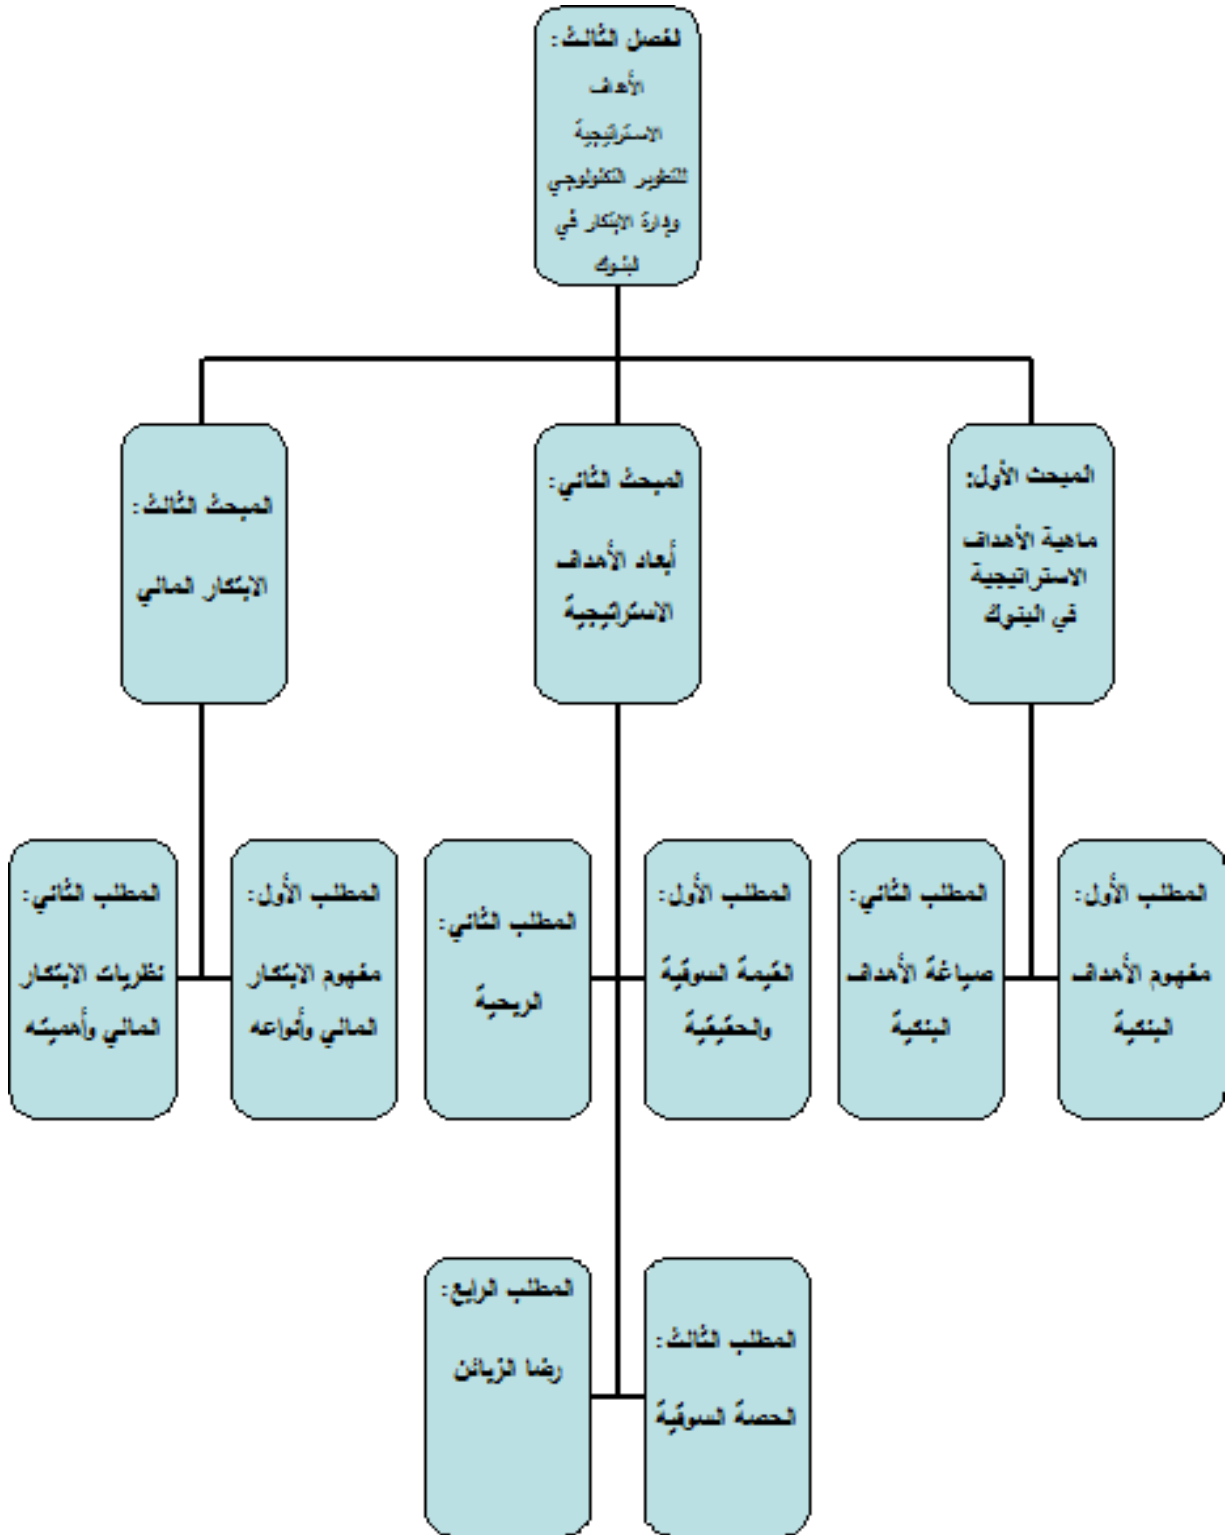 لفصل الثالث:
الأهداف
الاستراتيجية
للتطوير التكنولوجي
وإدارة الابتكار في
لبنوك
المبحث الأول:
ماهية الأهداف
الاستراتيجية
في البنوك
المبحث الثاني:
أبعاد الأهداف
الاستراتيجية
المبحث الثالث:
الابتكار المالي
المطلب الأول:
مفهوم الأهداف
البنكية
المطلب الثاني:
صياغة الأهداف
البنكية
المطلب الأول:
القيمة السوقية
والحقيقية
المطلب الثاني:
الربحية
المطلب الأول:
مفهوم الابتكار
المالي وأنواعه
المطلب الثاني:
نظريات الابتكار
المالي وأهميته
المطلب الثالث:
الحصة السوقية
المطلب الرابع:
رضا الزبائن